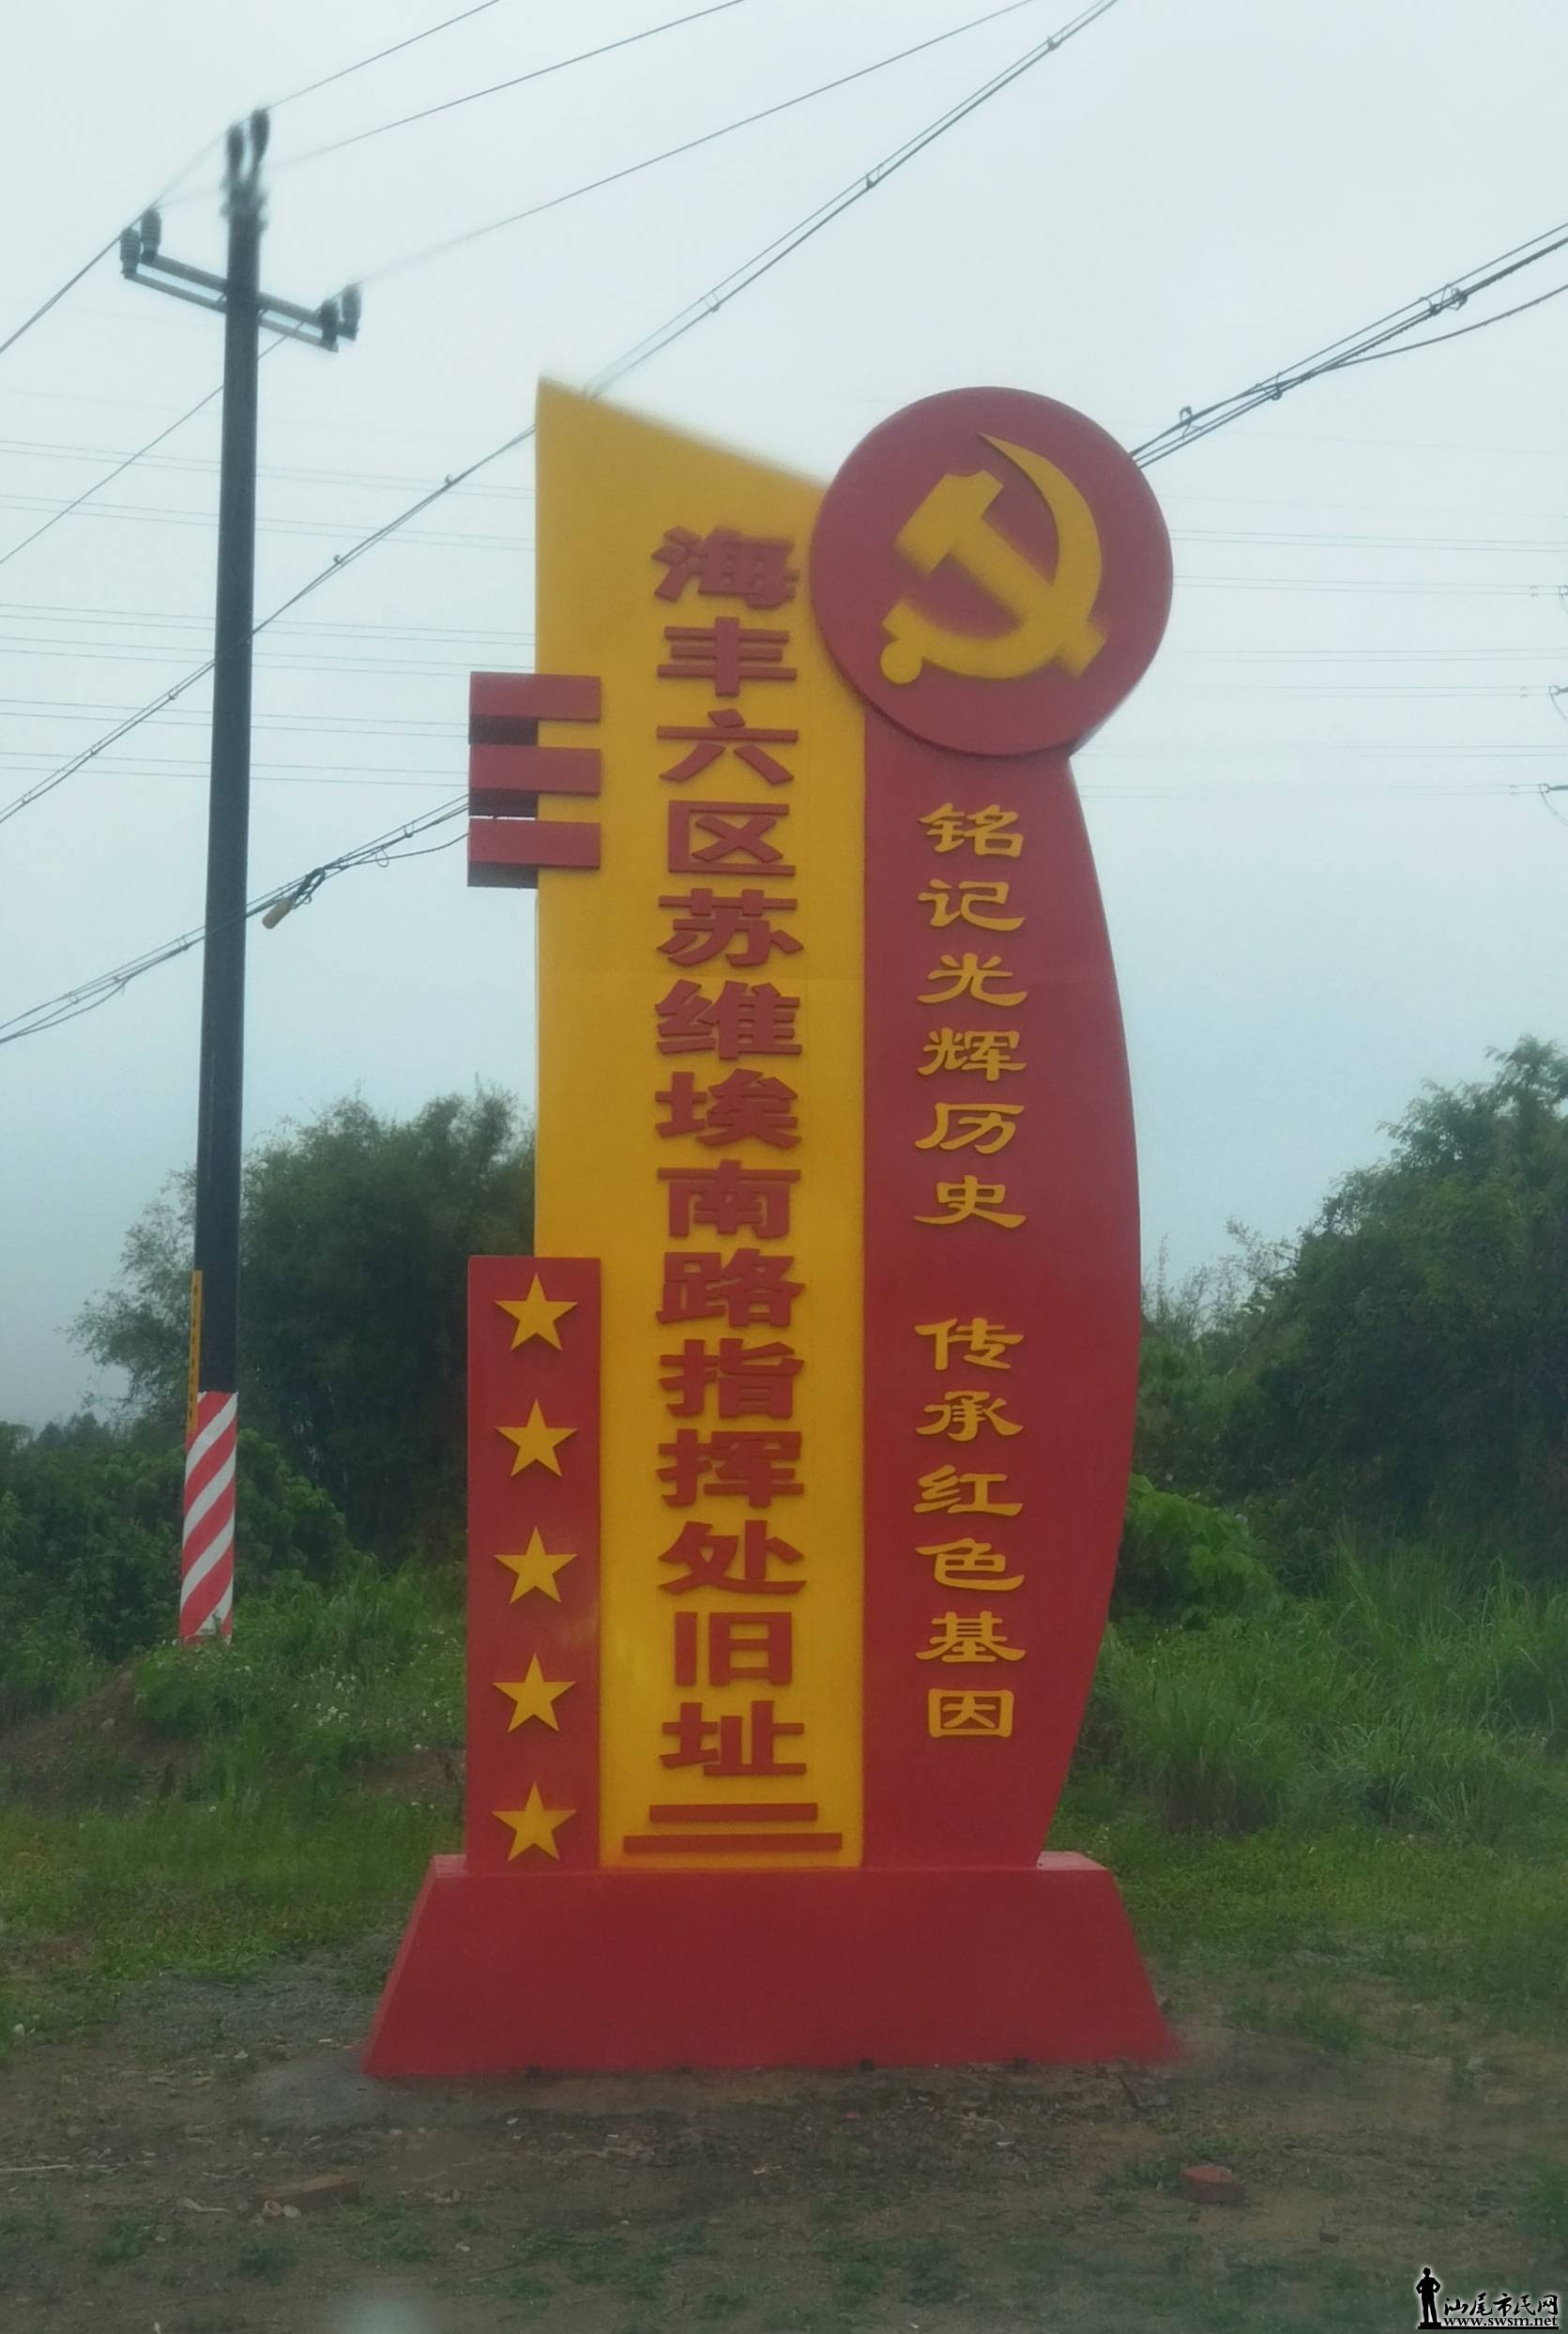 海丰六区苏维埃南路指挥处旧址
铭记光辉历史 传承红色基因
汕尾市民网
www.swsm.net